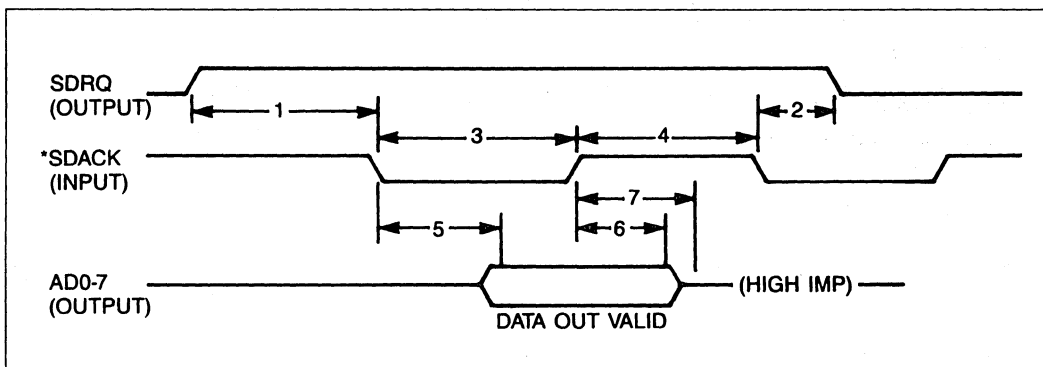 SDRQ
(OUTPUT)
1
2
*SDACK
(INPUT)
3
4
7
5
6
AD0-7
(OUTPUT)
(HIGH IMP)
DATA OUT VALID